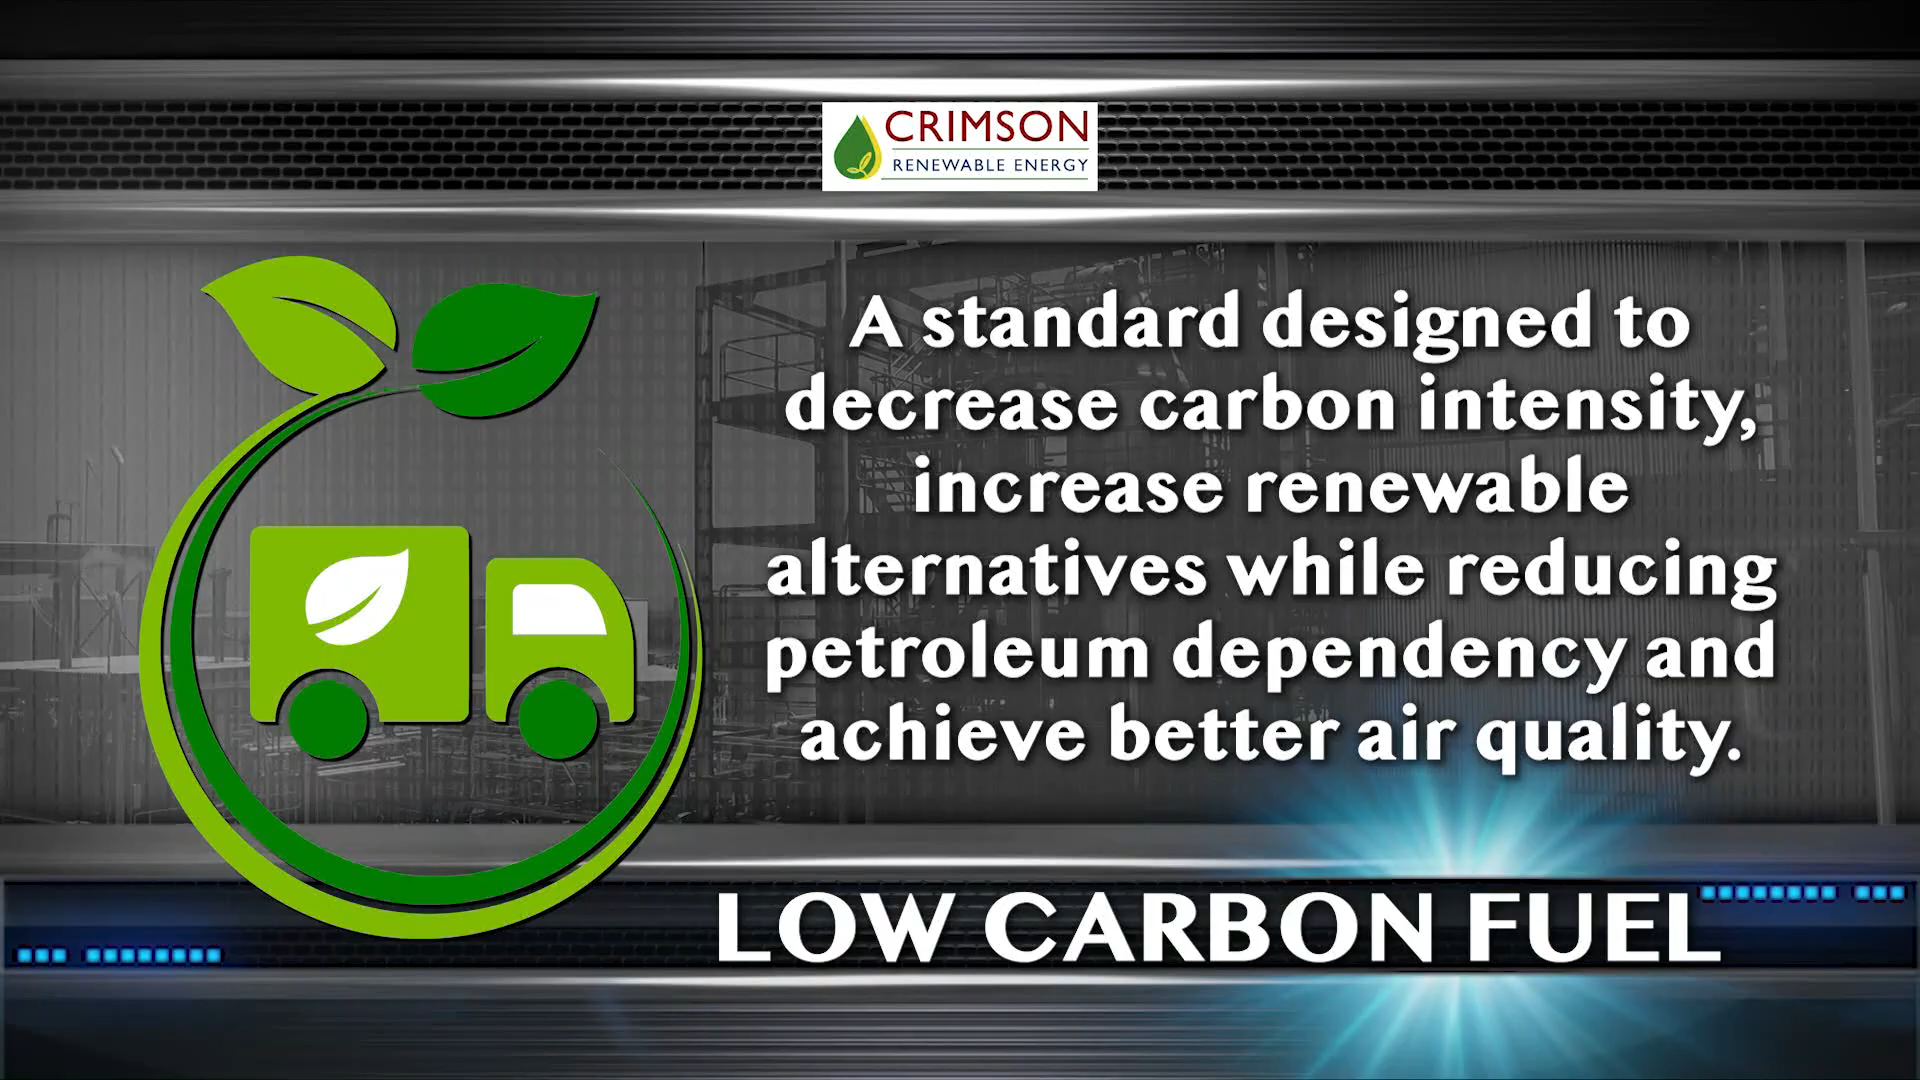 CRIMSON
RENEWABLE ENERGY
A standard designed to
decrease carbon intensity,
increase renewable
alternatives while reducing
petroleum dependency and
achieve better air quality.
LOW CARBON FUEL